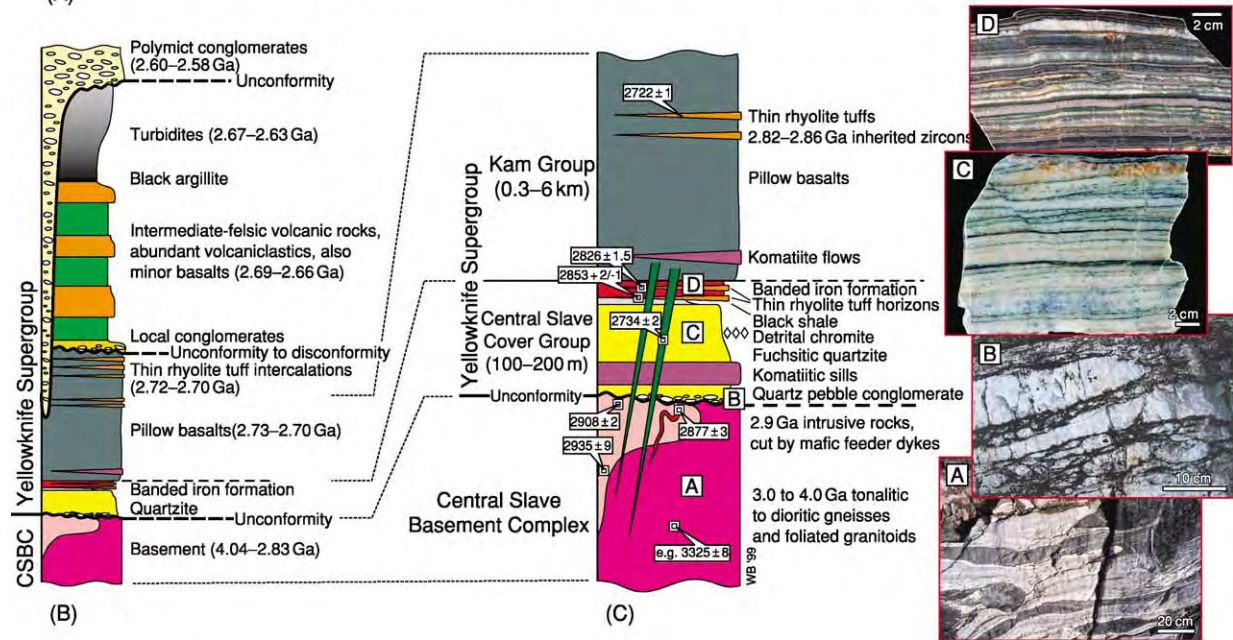 Polymict conglomerates
(2.60–2.58 Ga)
Unconformity
Turbidites (2.67–2.63 Ga)
Black argillite
Intermediate-felsic volcanic rocks,
abundant volcaniclastics, also
minor basalts (2.69–2.66 Ga)
Local conglomerates
Unconformity to disconformity
Thin rhyolite tuff intercalations
(2.72–2.70 Ga)
Pillow basalts(2.73–2.70 Ga)
Banded iron formation
Quartzite
Unconformity
Basement (4.04–2.83 Ga)
Yellowknife Supergroup
CSBC
(B)
2722 ± 1
Thin rhyolite tuffs
2.82–2.86 Ga inherited zircons
Kam Group
(0.3–6 km)
Pillow basalts
Yellowknife Supergroup
2826 ± 1.5
2853 +2/-1
Komatiite flows
D
Banded iron formation
Thin rhyolite tuff horizons
Black shale
Central Slave
Cover Group
(100–200 m)
2734 ± 2
C
Detrital chromite
Fuchsitic quartzite
Komatiitic sills
Unconformity
B
Quartz pebble conglomerate
2908 ± 2
2877 ± 3
2935 ± 9
2.9 Ga intrusive rocks,
cut by mafic feeder dykes
A
Central Slave
Basement Complex
3.0 to 4.0 Ga tonalitic
to dioritic gneisses
and foliated granitoids
e.g. 3325 ± 8
WB '99
(C)
D
2 cm
C
2 cm
B
10 cm
A
20 cm